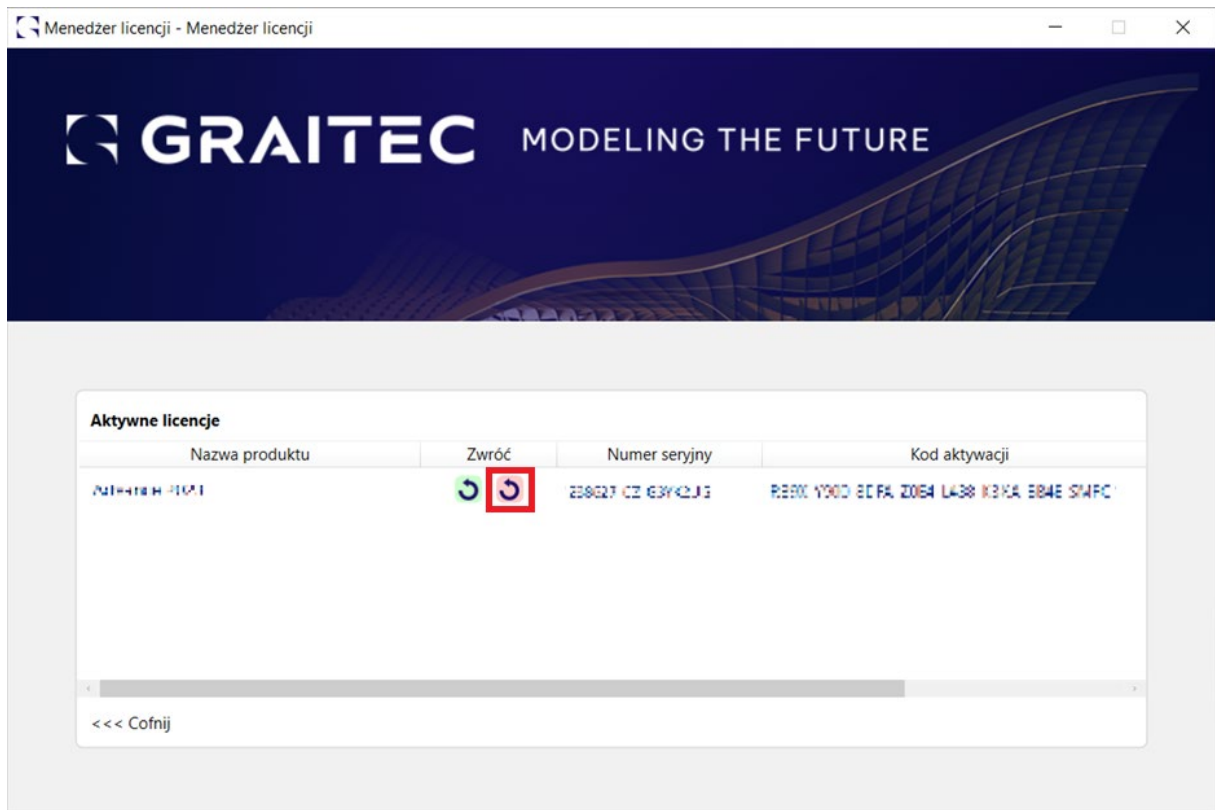 Menedżer licencji - Menedżer licencji
GRAITEC MODELING THE FUTURE
Aktywne licencje
Nazwa produktu Zwróć Numer seryjny Kod aktywacji
<<< Cofnij